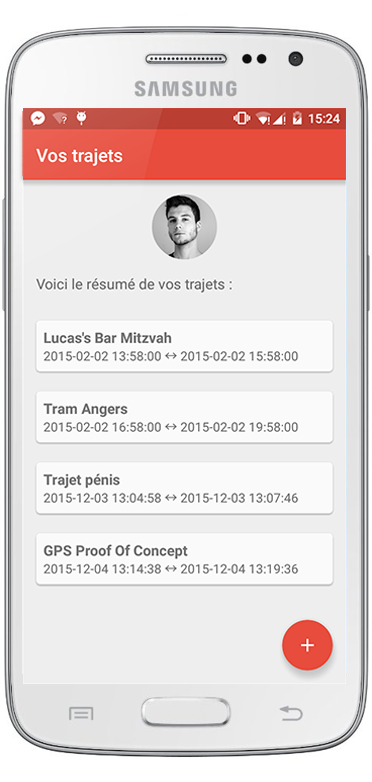 SAMSUNG
15:24
Vos trajets
Voici le résumé de vos trajets :
Lucas's Bar Mitzvah
2015-02-02 13:58:00 ↔ 2015-02-02 15:58:00
Tram Angers
2015-02-02 16:58:00 ↔ 2015-02-02 19:58:00
Trajet pénis
2015-12-03 13:04:58 ↔ 2015-12-03 13:07:46
GPS Proof Of Concept
2015-12-04 13:14:38 ↔ 2015-12-04 13:19:36
+